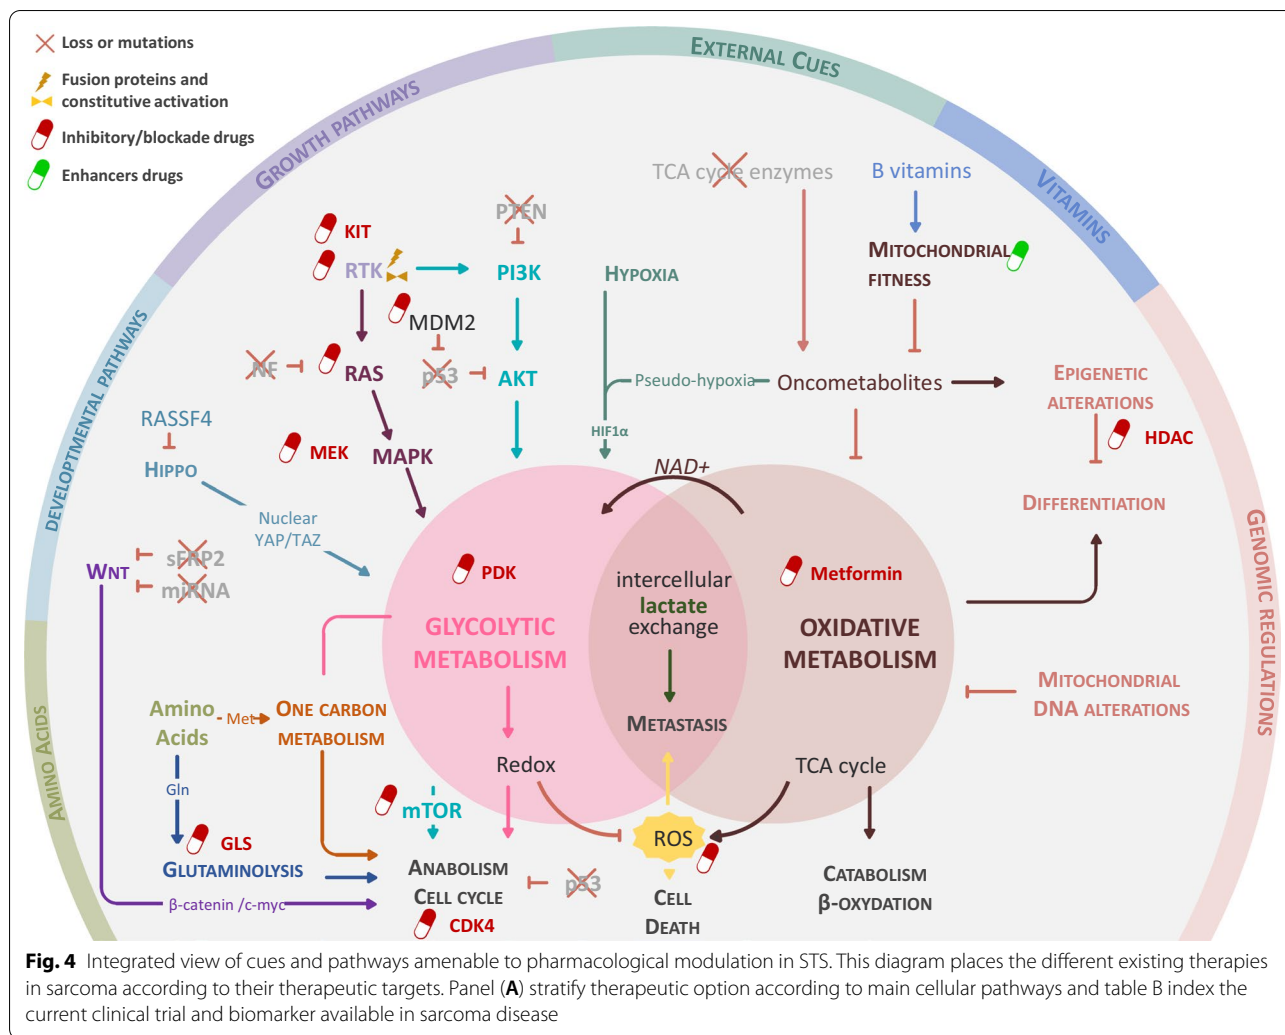 Loss or mutations
Fusion proteins and
constitutive activation
Inhibitory/blockade drugs
Enhancers drugs
GROWTH PATHWAYS
EXTERNAL CUES
VITAMINS
DEVELOPTMENTAL PATHWAYS
AMINO ACIDS
GENOMIC REGULATIONS
TCA cycle enzymes
B vitamins
PTEN
KIT
RTK
PI3K
HYPOXIA
MITOCHONDRIAL
FITNESS
MDM2
NF
RAS
p53
AKT
Pseudo-hypoxia
Oncometabolites
EPIGENETIC
ALTERATIONS
HDAC
RASSF4
HIPPO
MEK
MAPK
HIF1α
NAD+
DIFFERENTIATION
Nuclear
YAP/TAZ
WNT
sFRP2
miRNA
PDK
intercellular
lactate
exchange
Metformin
GLYCOLYTIC
METABOLISM
OXIDATIVE
METABOLISM
METASTASIS
MITOCHONDRIAL
DNA ALTERATIONS
Amino
Acids
Met
ONE CARBON
METABOLISM
Redox
TCA cycle
Gln
mTOR
ROS
GLS
GLUTAMINOLYSIS
ANABOLISM
CELL CYCLE
p53
CELL
DEATH
CATABOLISM
β-OXYDATION
β-catenin /c-myc
CDK4
Fig. 4 Integrated view of cues and pathways amenable to pharmacological modulation in STS. This diagram places the different existing therapies
in sarcoma according to their therapeutic targets. Panel (A) stratify therapeutic option according to main cellular pathways and table B index the
current clinical trial and biomarker available in sarcoma disease